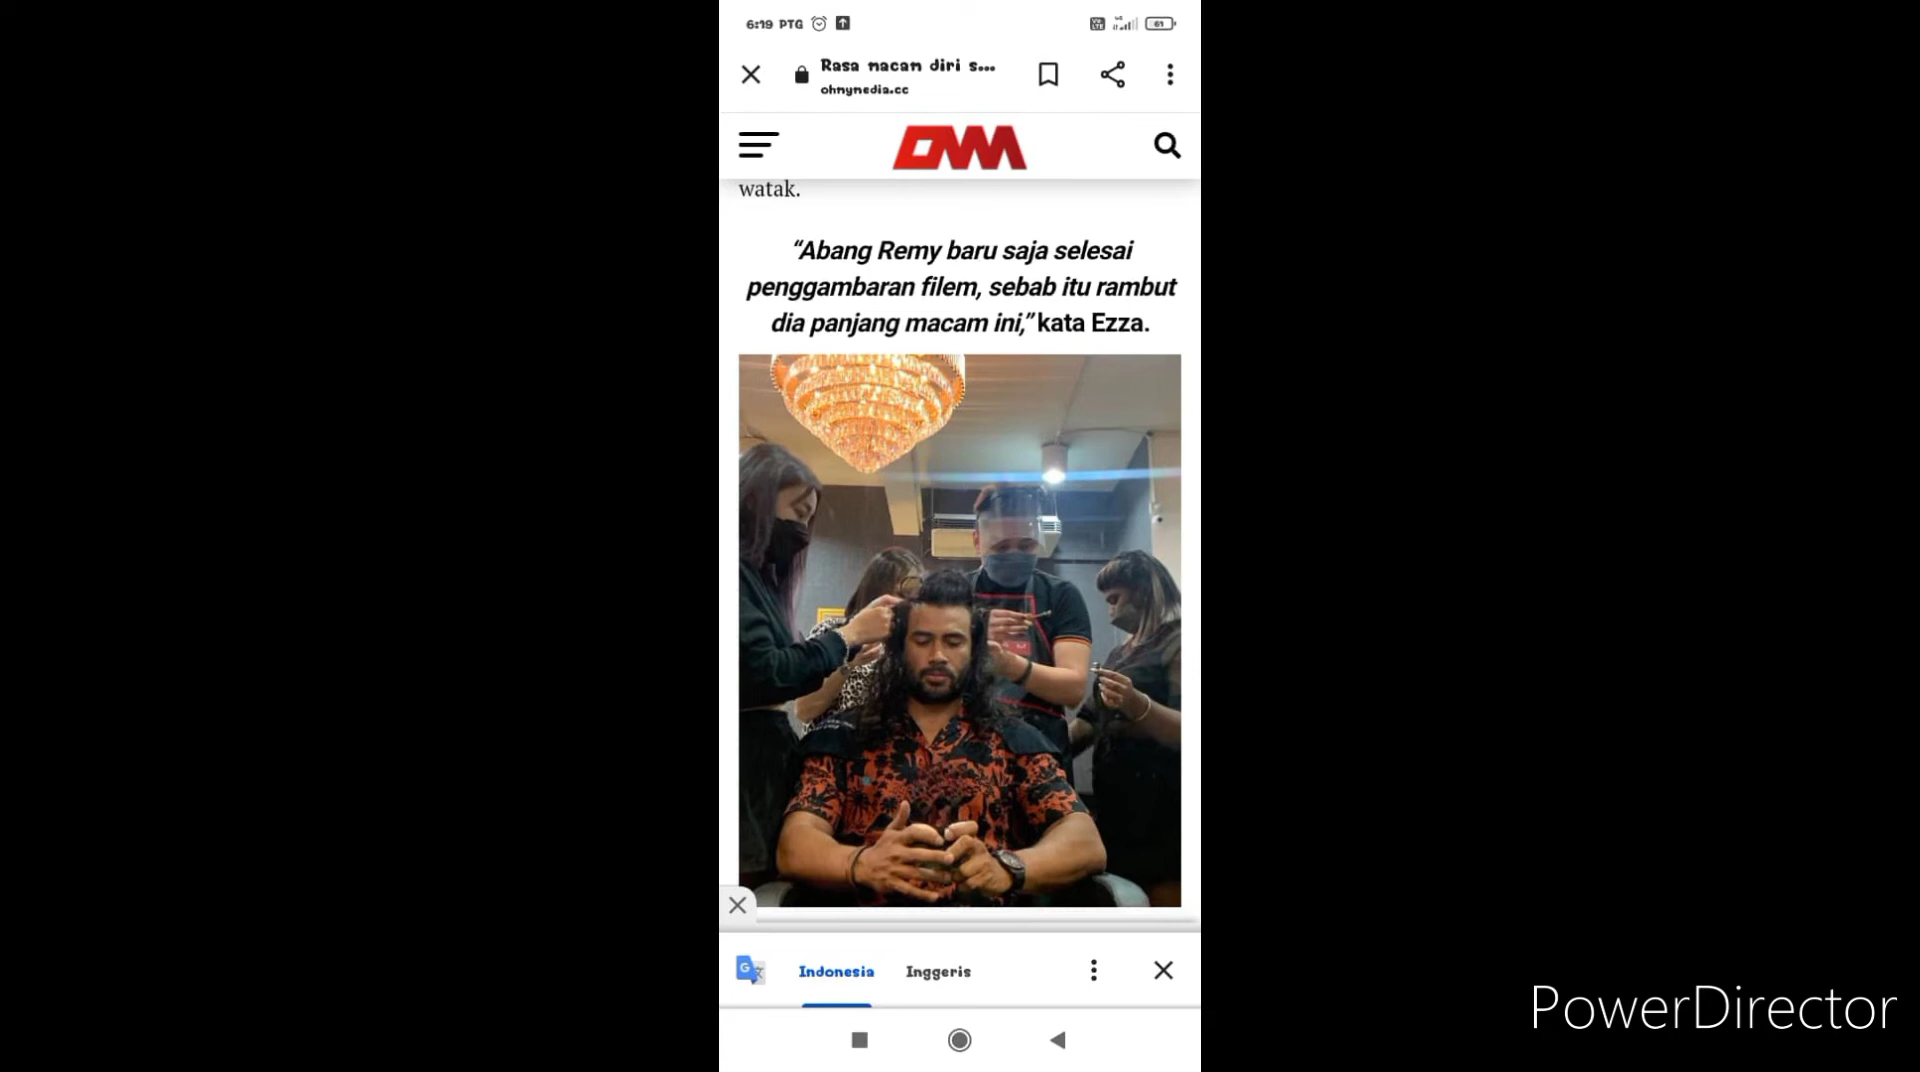 6:19 PTG
61
Rasa macam diri s...
ohmymedia.cc
OMM
watak.
“Abang Remy baru saja selesai
penggambaran filem, sebab itu rambut
dia panjang macam ini,” kata Ezza.
Indonesia Inggeris
PowerDirector